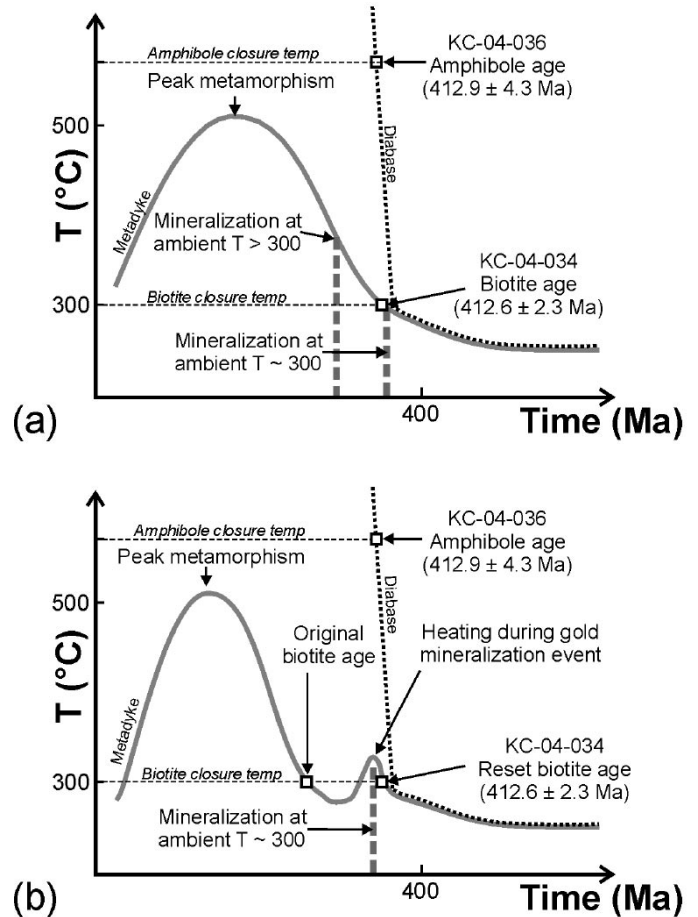 Amphibole closure temp
KC-04-036
Amphibole age
(412.9 ± 4.3 Ma)
Peak metamorphism
500
T (°C)
Metadyke
Diabase
Mineralization at
ambient T > 300
KC-04-034
Biotite age
(412.6 ± 2.3 Ma)
300
Biotite closure temp
Mineralization at
ambient T ~ 300
400
Time (Ma)
(a)
Amphibole closure temp
KC-04-036
Amphibole age
(412.9 ± 4.3 Ma)
Peak metamorphism
500
T (°C)
Metadyke
Diabase
Original
biotite age
Heating during gold
mineralization event
KC-04-034
Reset biotite age
(412.6 ± 2.3 Ma)
300
Biotite closure temp
Mineralization at
ambient T ~ 300
400
Time (Ma)
(b)